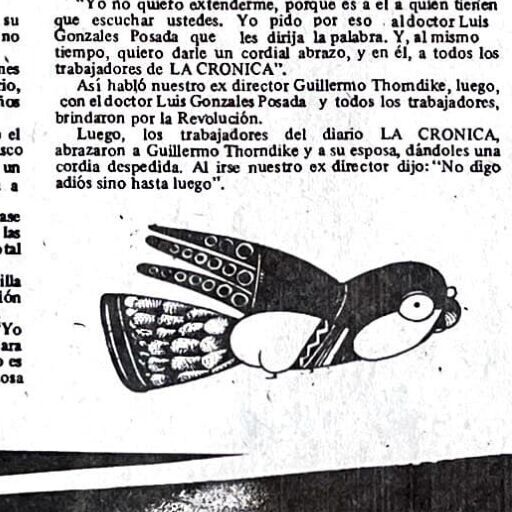 su
no
nes
cio,
ños
el
sco
un
a
ase
las
tal
illa
lón
"Yo
ara
es
osa
"Yo no quiero extenderme, porque es a él a quien tienen
que escuchar ustedes. Yo pido por eso al doctor Luis
Gonzales Posada que les dirija la palabra. Y, al mismo
tiempo, quiero darle un cordial abrazo, y en él, a todos los
trabajadores de LA CRONICA".
Así habló nuestro ex director Guillermo Thorndike, luego,
con el doctor Luis Gonzales Posada y todos los trabajadores,
brindaron por la Revolución.
Luego, los trabajadores del diario LA CRONICA,
abrazaron a Guillermo Thorndike y a su esposa, dándoles una
cordia despedida. Al irse nuestro ex director dijo: "No digo
adiós sino hasta luego".